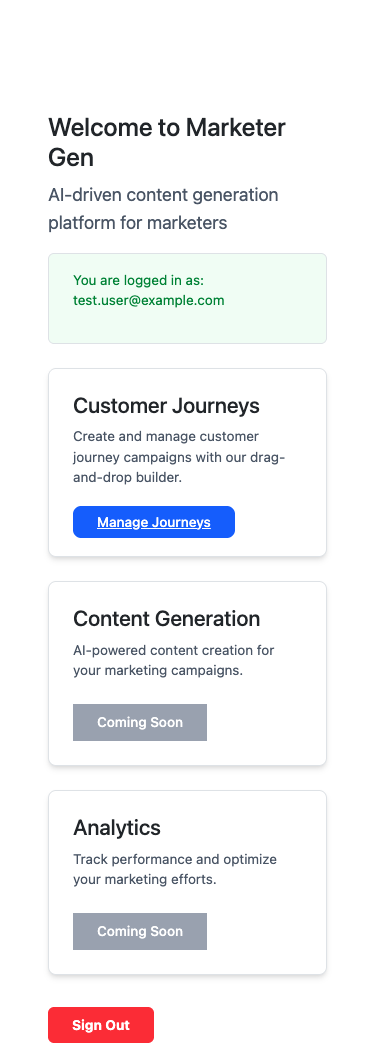 Welcome to Marketer
Gen
AI-driven content generation
platform for marketers
You are logged in as:
test.user@example.com
Customer Journeys
Create and manage customer
journey campaigns with our drag-
and-drop builder.
Manage Journeys
Content Generation
AI-powered content creation for
your marketing campaigns.
Coming Soon
Analytics
Track performance and optimize
your marketing efforts.
Coming Soon
Sign Out